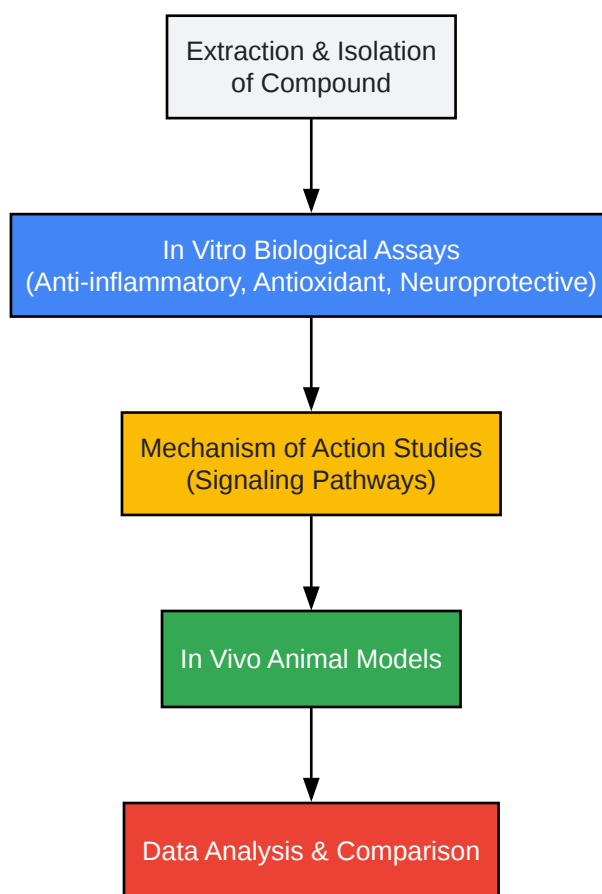 Extraction & Isolation
of Compound
In Vitro Biological Assays
(Anti-inflammatory, Antioxidant, Neuroprotective)
Mechanism of Action Studies
(Signaling Pathways)
In Vivo Animal Models
Data Analysis & Comparison